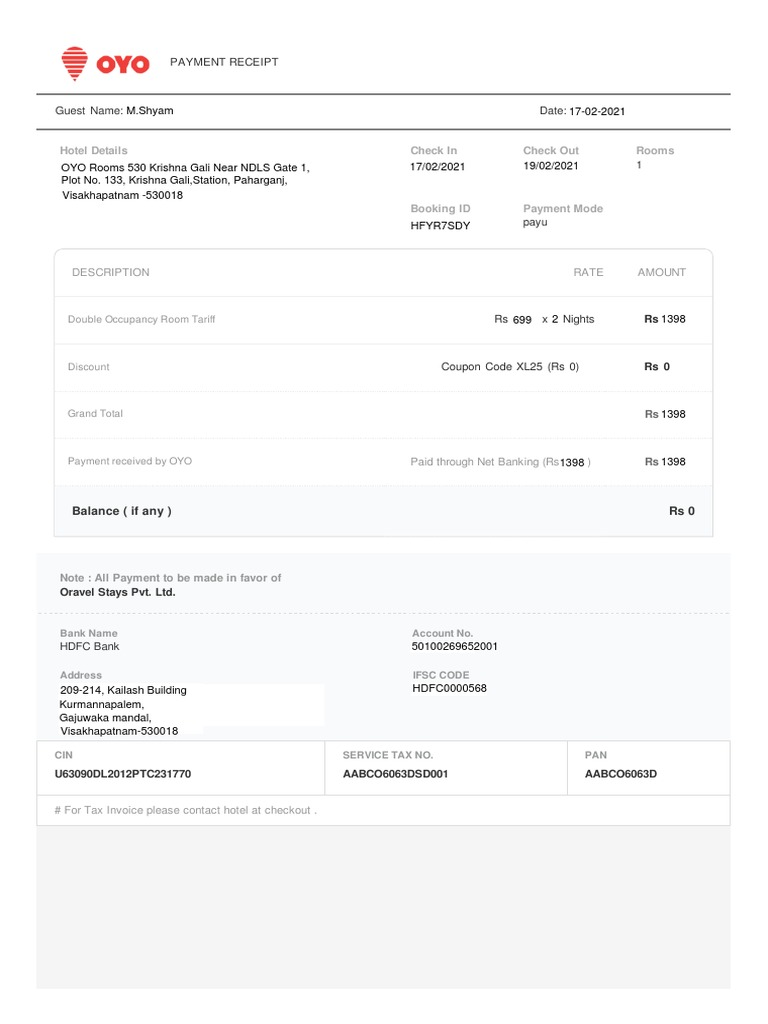 OYO PAYMENT RECEIPT
Guest Name: M.Shyam Date: 17-02-2021
Hotel Details Check In Check Out Rooms
OYO Rooms 530 Krishna Gali Near NDLS Gate 1, 17/02/2021 19/02/2021 1
Plot No. 133, Krishna Gali,Station, Paharganj,
Visakhapatnam -530018
Booking ID Payment Mode
HFYR7SDY payu
DESCRIPTION RATE AMOUNT
Double Occupancy Room Tariff Rs 699 x 2 Nights Rs 1398
Discount Coupon Code XL25 (Rs 0) Rs 0
Grand Total Rs 1398
Payment received by OYO Paid through Net Banking (Rs1398 ) Rs 1398
Balance ( if any ) Rs 0
Note : All Payment to be made in favor of
Oravel Stays Pvt. Ltd.
Bank Name Account No.
HDFC Bank 50100269652001
Address IFSC CODE
209-214, Kailash Building HDFC0000568
Kurmannapalem,
Gajuwaka mandal,
Visakhapatnam-530018
CIN SERVICE TAX NO. PAN
U63090DL2012PTC231770 AABCO6063DSD001 AABCO6063D
# For Tax Invoice please contact hotel at checkout .